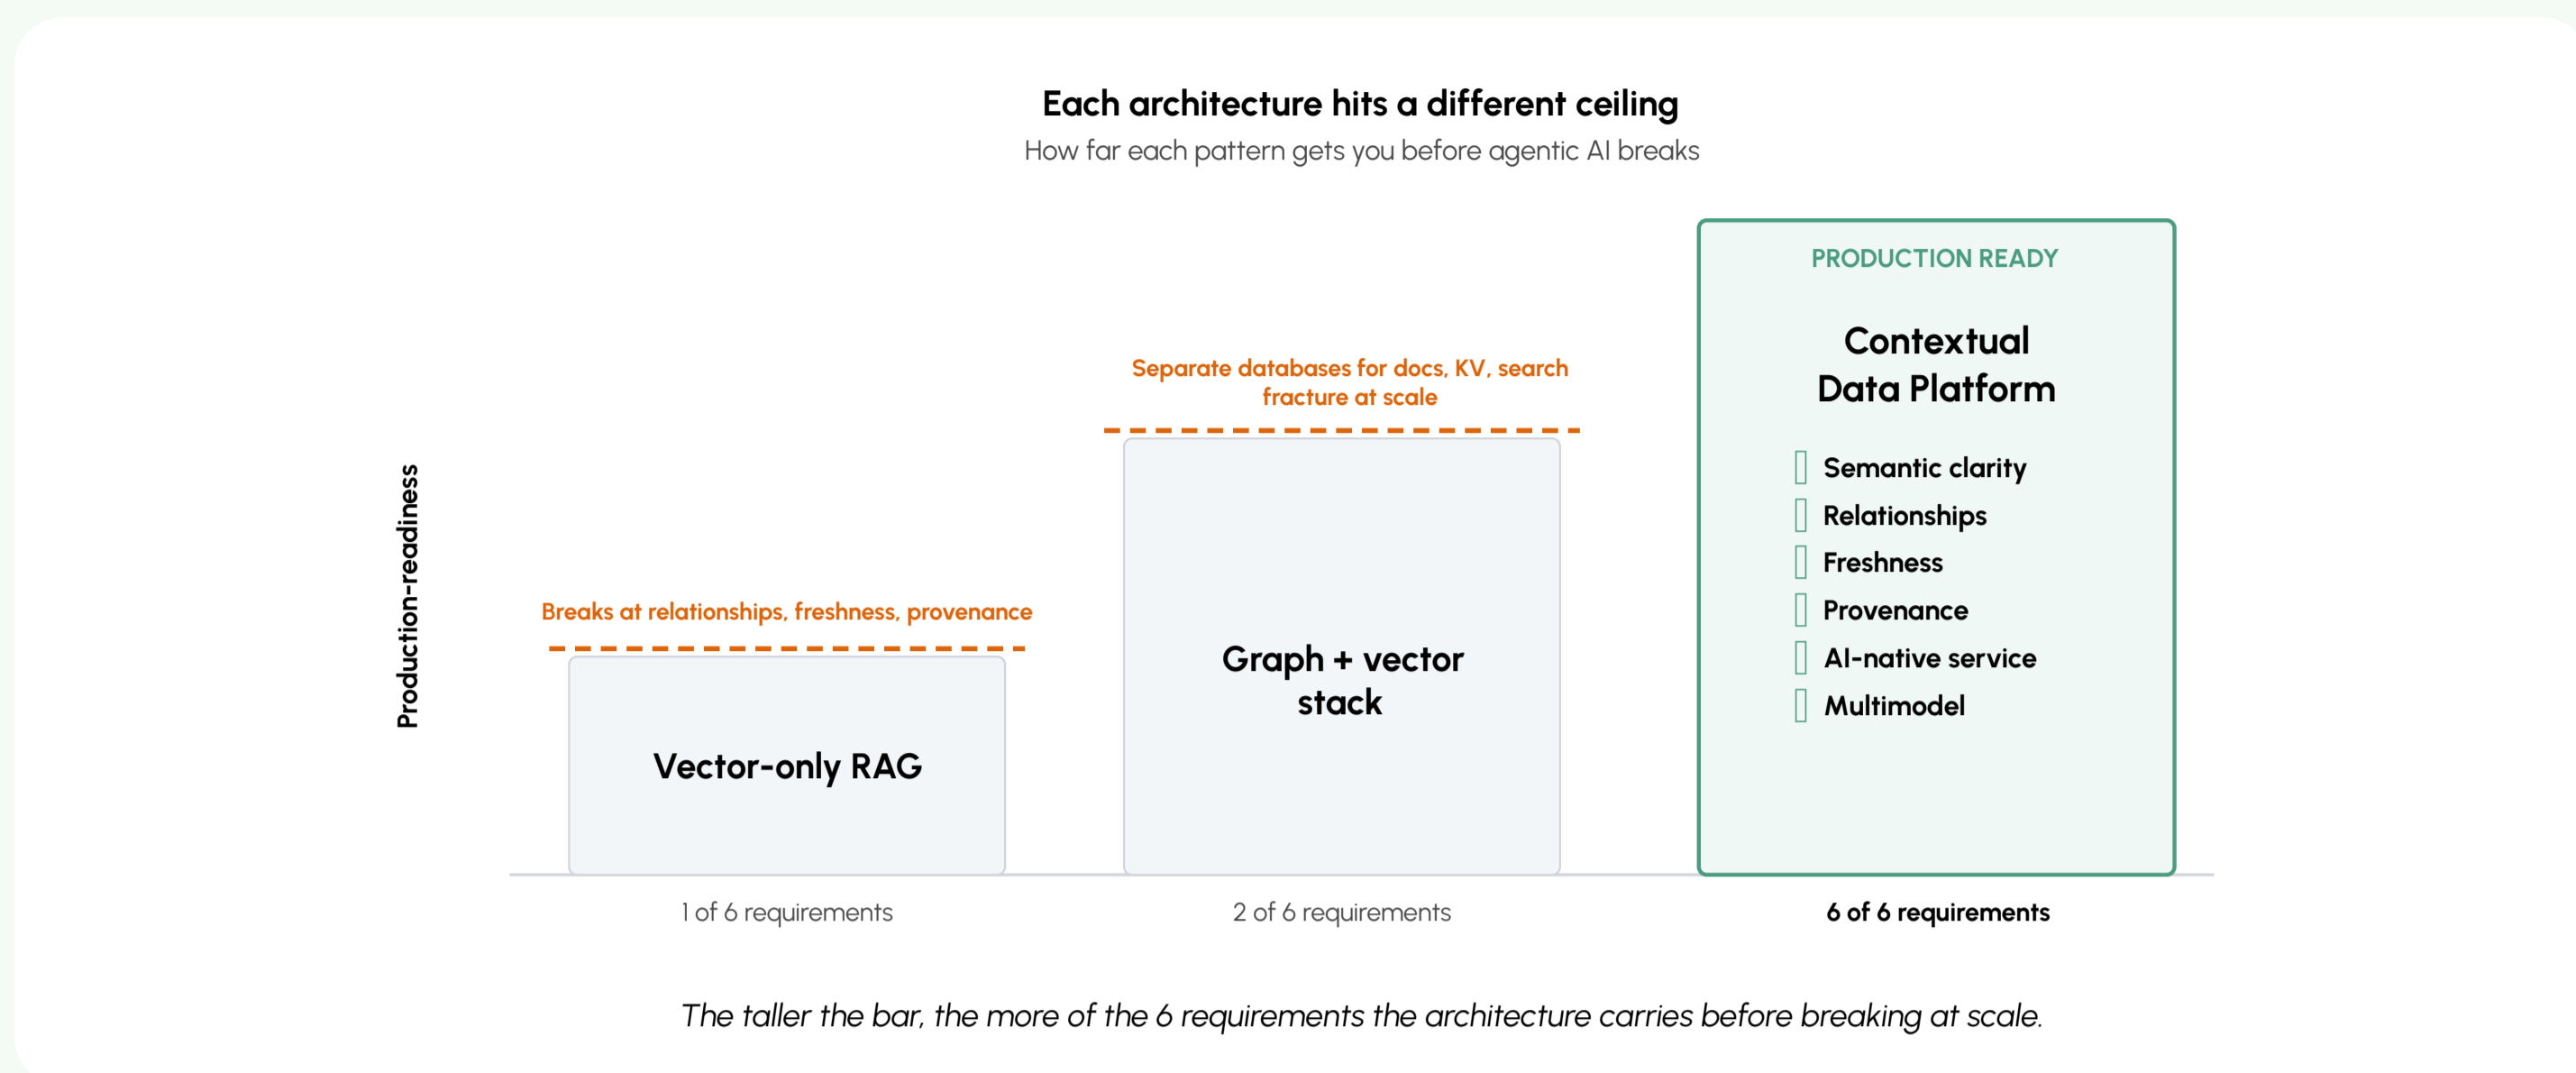 Each architecture hits a different ceiling
How far each pattern gets you before agentic AI breaks
Production-readiness
Breaks at relationships, freshness, provenance
Vector-only RAG
1 of 6 requirements
Separate databases for docs, KV, search
fracture at scale
Graph + vector
stack
2 of 6 requirements
PRODUCTION READY
Contextual
Data Platform
Semantic clarity
Relationships
Freshness
Provenance
AI-native service
Multimodel
6 of 6 requirements
The taller the bar, the more of the 6 requirements the architecture carries before breaking at scale.